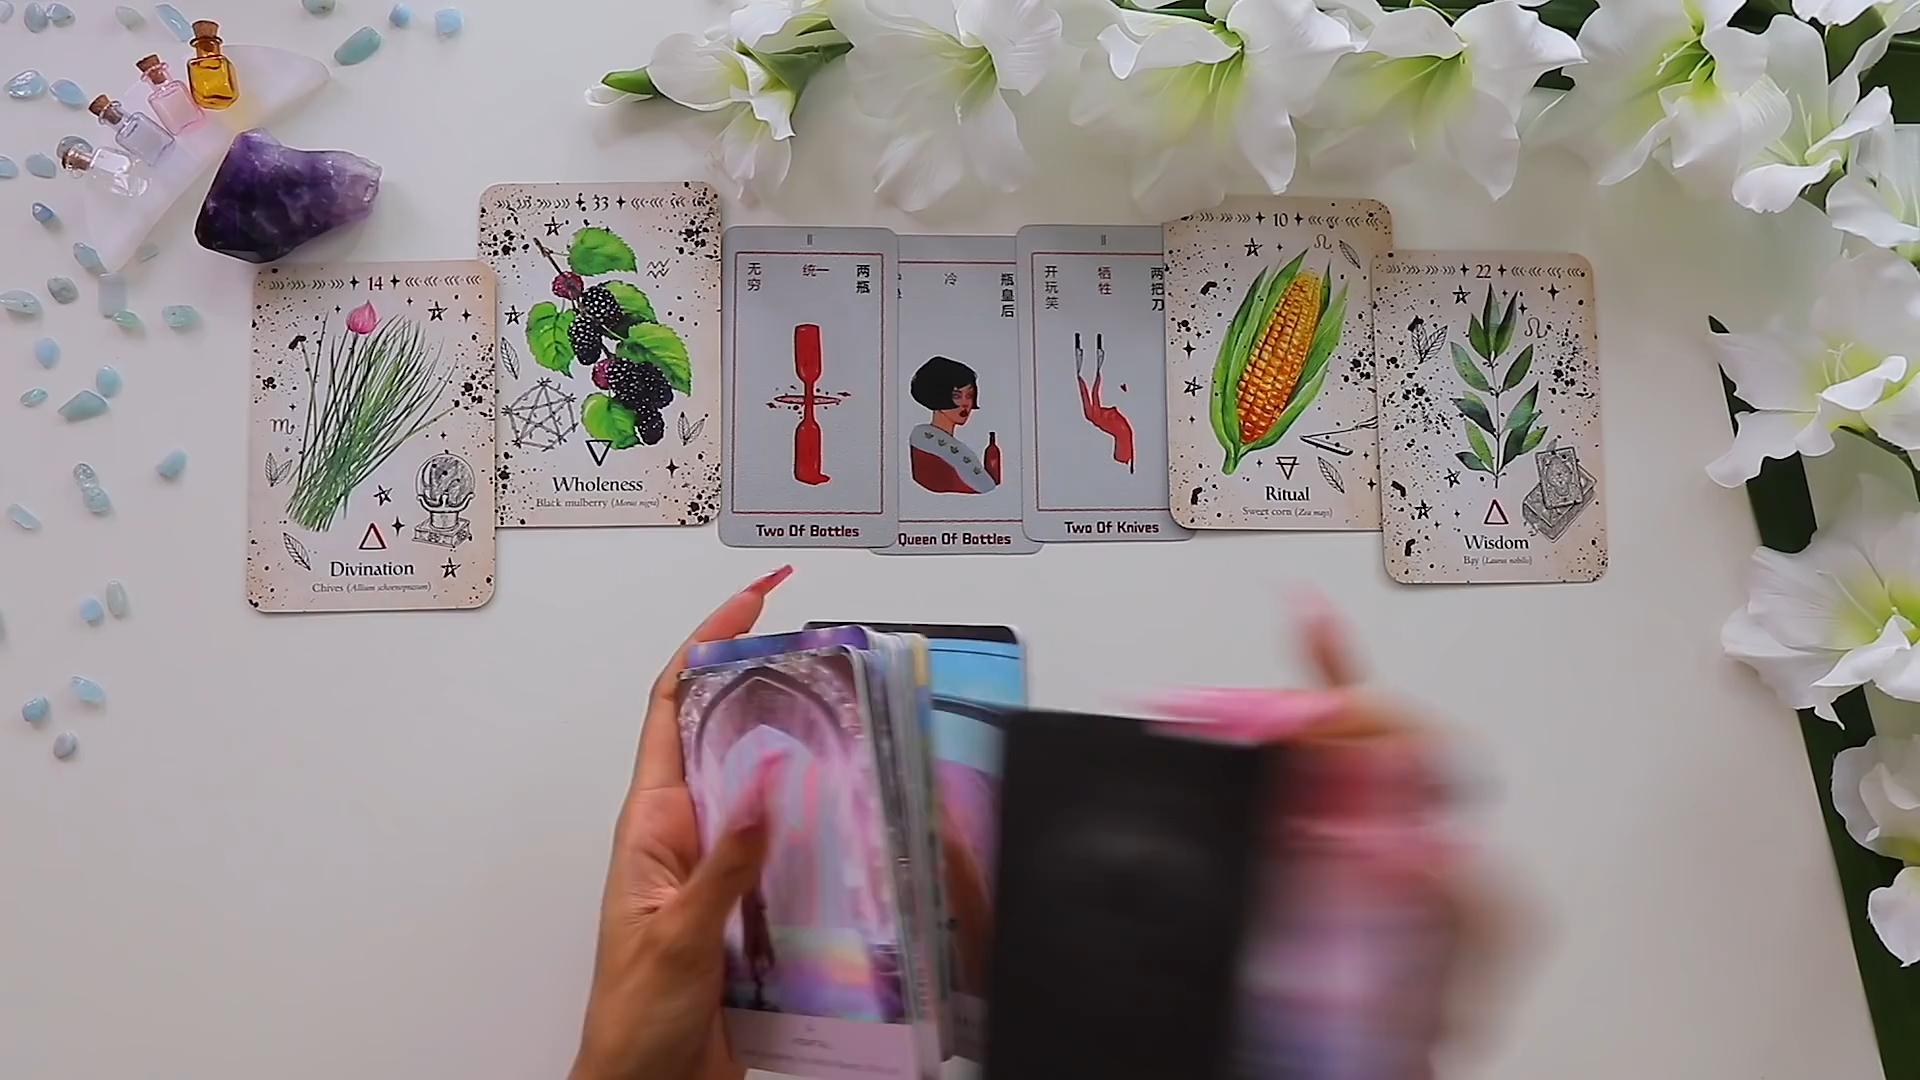 14
Divination
Chives (Allium schoenoprasum)
33
Wholeness
Black mulberry (Morus nigra)
II
两瓶
统一
无穷
Two Of Bottles
瓶皇后
冷
Queen Of Bottles
II
两把刀
牺牲
开玩笑
Two Of Knives
10
Ritual
Sweet corn (Zea mays)
22
Wisdom
Bay (Laurus nobilis)